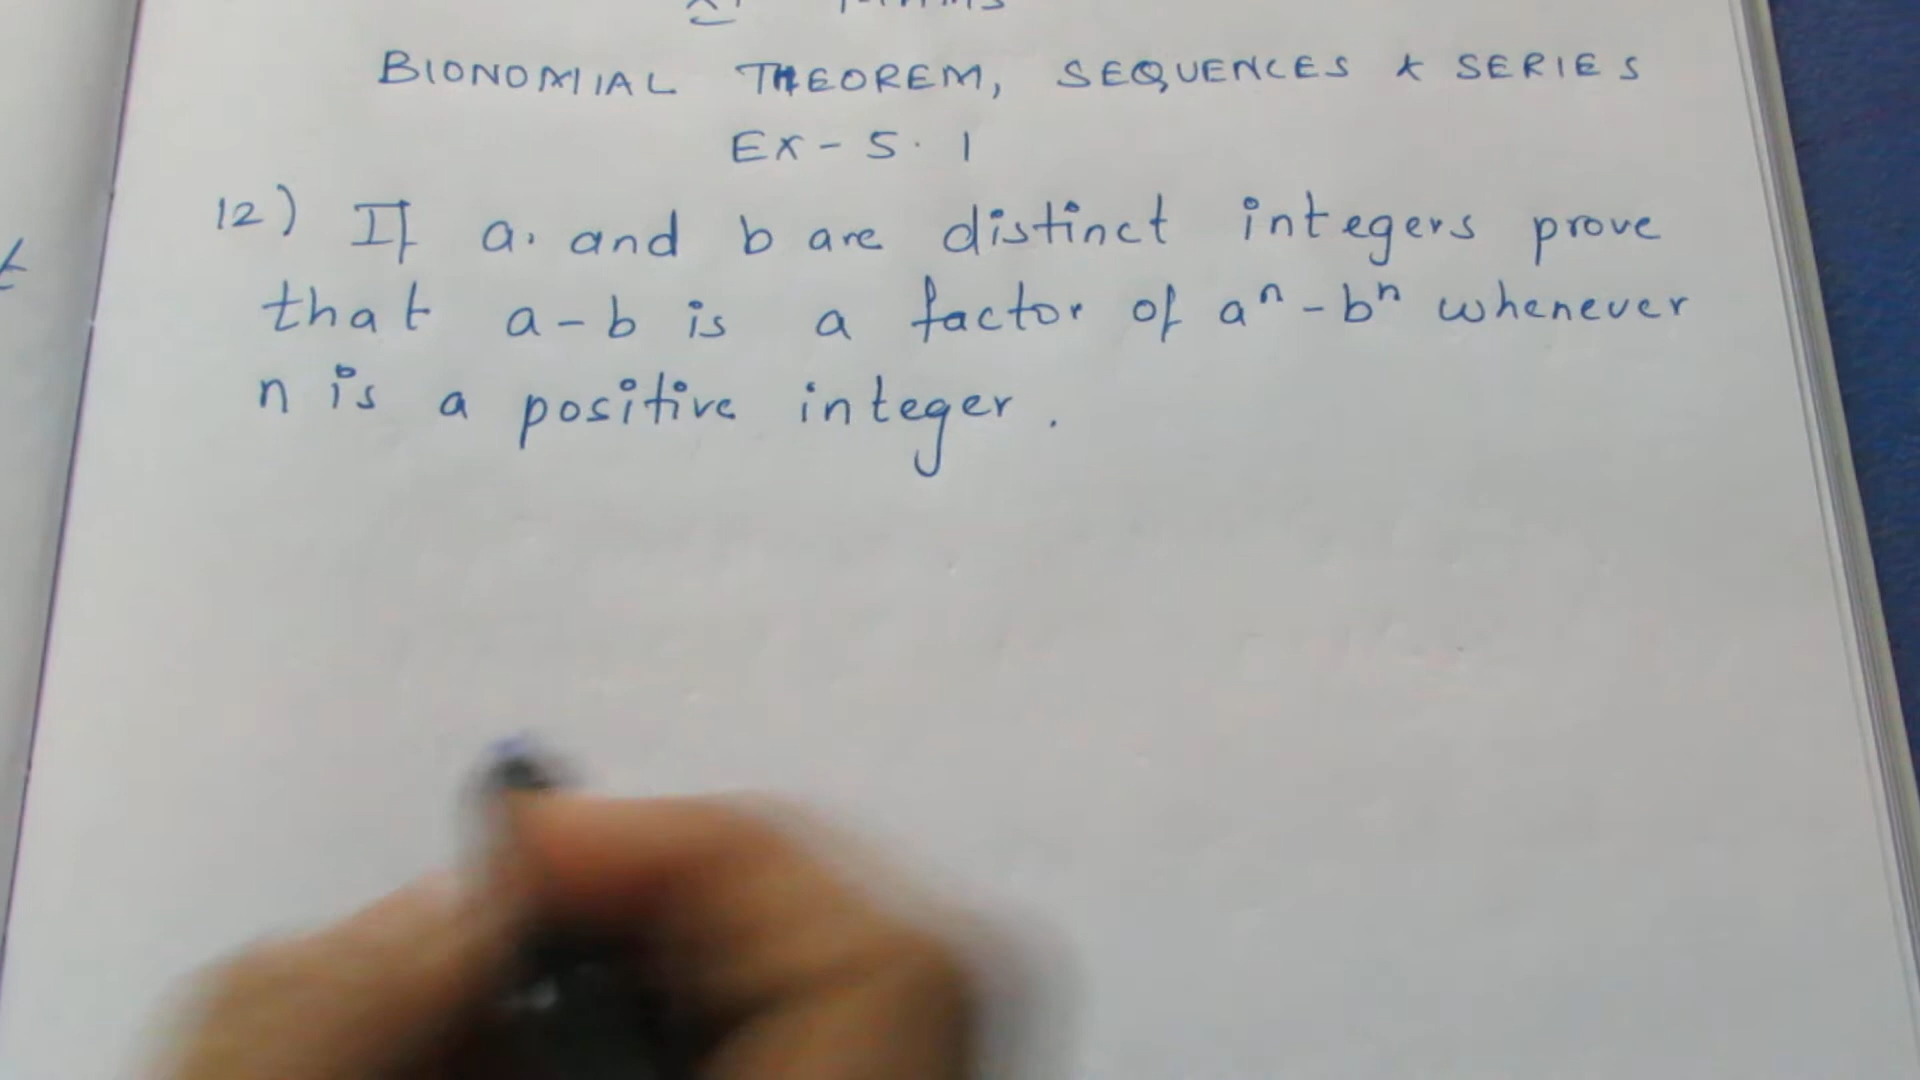 BIONOMIAL THEOREM, SEQUENCES & SERIES
EX - 5.1
12) If a. and b are distinct integers prove
that a-b is a factor of aⁿ-bⁿ whenever
n is a positive integer.